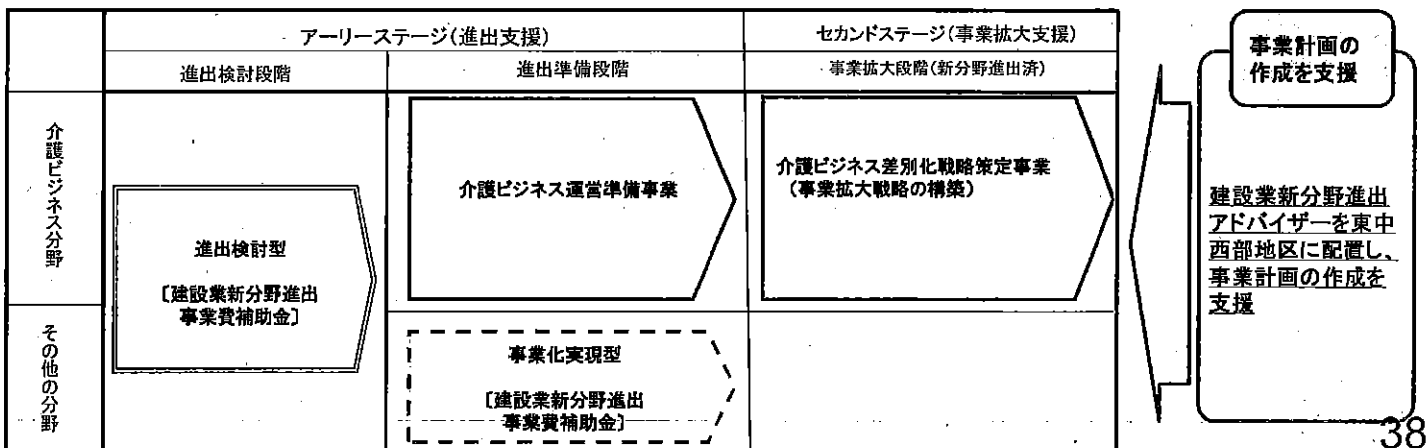 アーリーステージ(進出支援)
セカンドステージ(事業拡大支援)
進出検討段階
進出準備段階
事業拡大段階(新分野進出済)
介護ビジネス分野
進出検討型
［建設業新分野進出
事業費補助金］
介護ビジネス運営準備事業
介護ビジネス差別化戦略策定事業
（事業拡大戦略の構築）
その他の分野
事業化実現型
［建設業新分野進出
事業費補助金］
事業計画の
作成を支援
建設業新分野進出
アドバイザーを東中
西部地区に配置し、
事業計画の作成を
支援
38